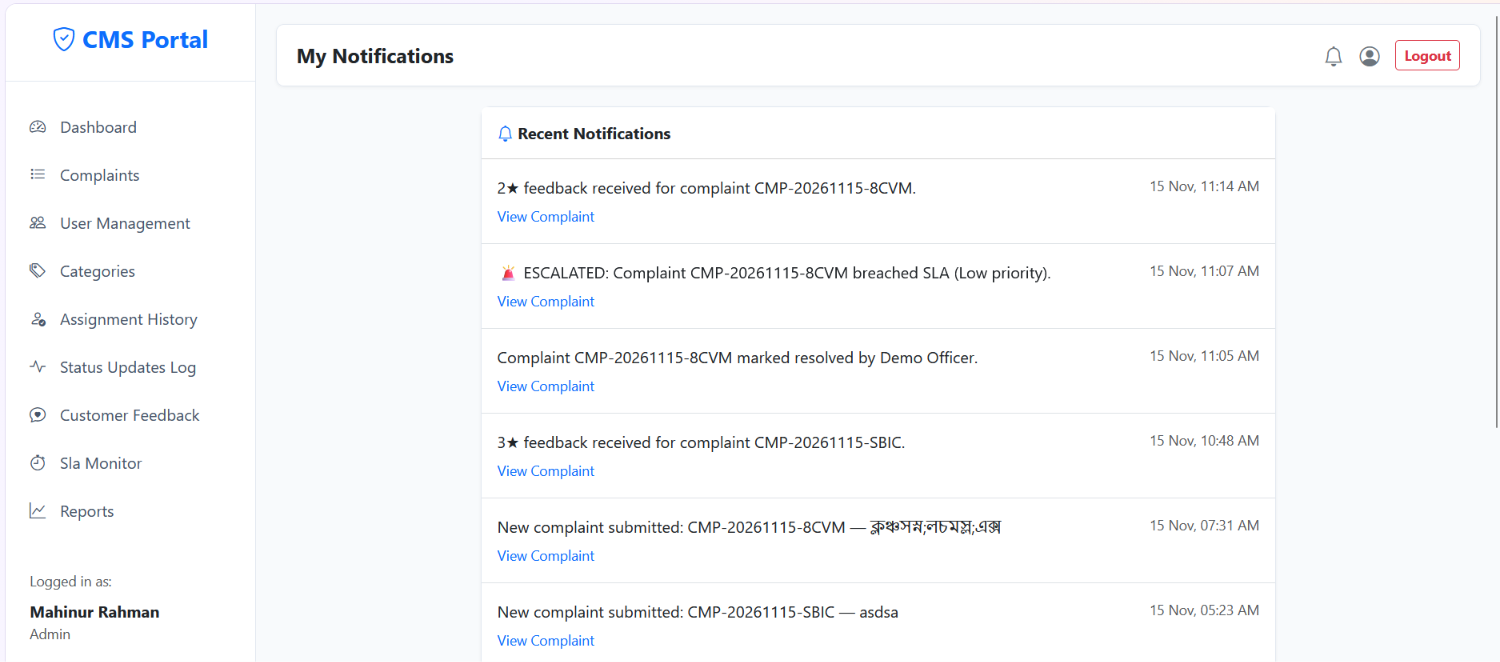 CMS Portal
My Notifications
Logout
Dashboard
Complaints
User Management
Categories
Assignment History
Status Updates Log
Customer Feedback
Sla Monitor
Reports
Logged in as:
Mahinur Rahman
Admin
Recent Notifications
2★ feedback received for complaint CMP-20261115-8CVM.
15 Nov, 11:14 AM
View Complaint
🚨 ESCALATED: Complaint CMP-20261115-8CVM breached SLA (Low priority).
15 Nov, 11:07 AM
View Complaint
Complaint CMP-20261115-8CVM marked resolved by Demo Officer.
15 Nov, 11:05 AM
View Complaint
3★ feedback received for complaint CMP-20261115-SBIC.
15 Nov, 10:48 AM
View Complaint
New complaint submitted: CMP-20261115-8CVM —
15 Nov, 07:31 AM
View Complaint
New complaint submitted: CMP-20261115-SBIC — asdsa
15 Nov, 05:23 AM
View Complaint